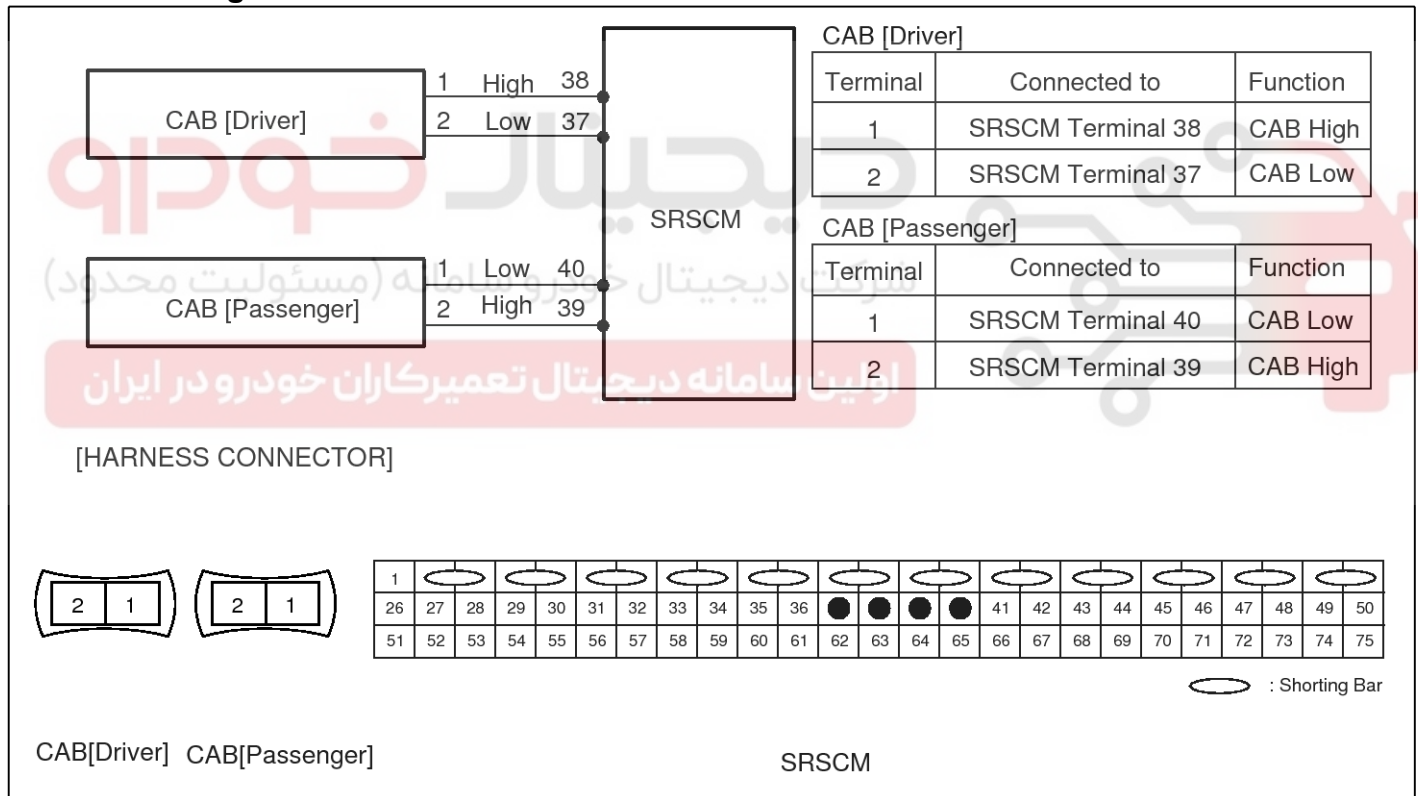 CAB [Driver]
1 High 38
2 Low 37
CAB [Passenger]
1 Low 40
2 High 39
SRSCM
CAB [Driver]
Terminal Connected to Function
1 SRSCM Terminal 38 CAB High
2 SRSCM Terminal 37 CAB Low
CAB [Passenger]
Terminal Connected to Function
1 SRSCM Terminal 40 CAB Low
2 SRSCM Terminal 39 CAB High
دیجیتال خودرو
شرکت دیجیتال خودرو سامانه (مسئولیت محدود)
اولین سامانه دیجیتال تعمیرکاران خودرو در ایران
[HARNESS CONNECTOR]
2 1
2 1
1
26 27 28 29 30 31 32 33 34 35 36 41 42 43 44 45 46 47 48 49 50
51 52 53 54 55 56 57 58 59 60 61 62 63 64 65 66 67 68 69 70 71 72 73 74 75
: Shorting Bar
CAB[Driver] CAB[Passenger]
SRSCM